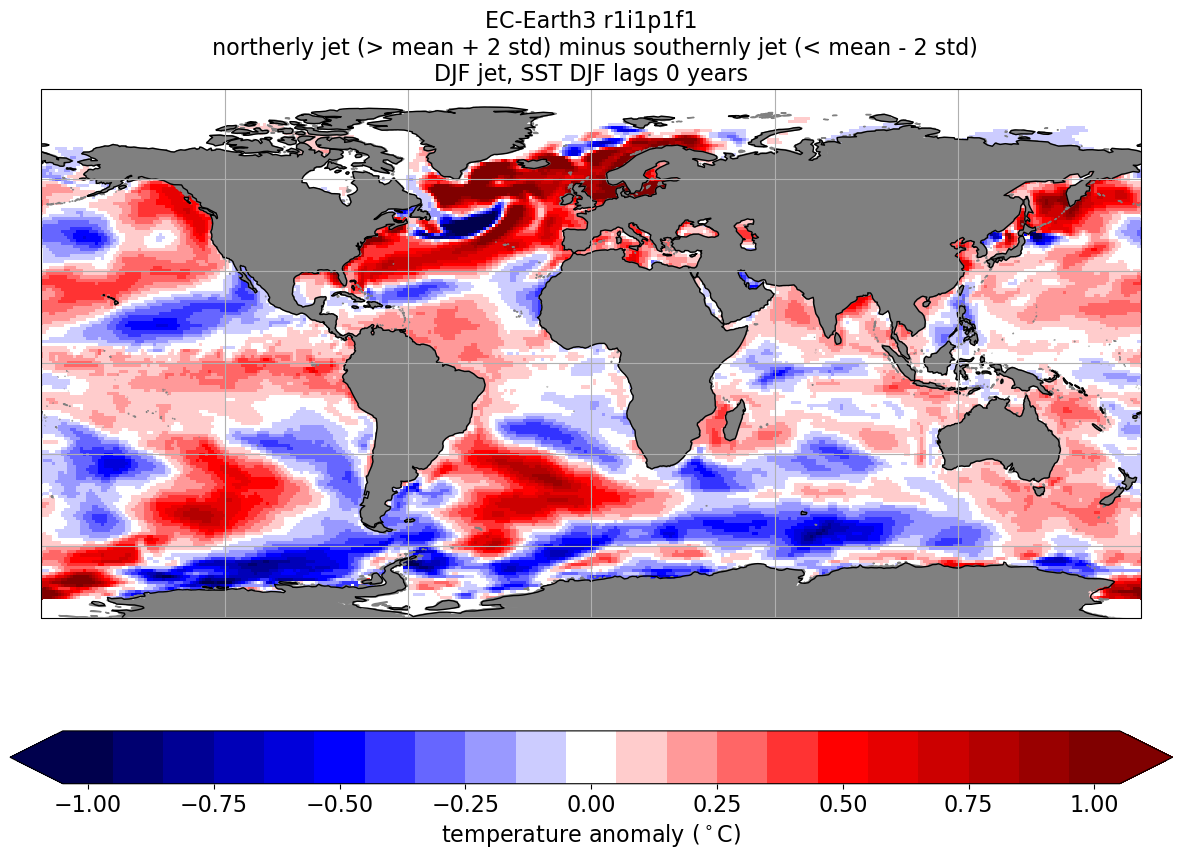 EC-Earth3 r1i1p1f1
northerly jet (> mean + 2 std) minus southernly jet (< mean - 2 std)
DJF jet, SST DJF lags 0 years
−1.00 −0.75 −0.50 −0.25 0.00 0.25 0.50 0.75 1.00
temperature anomaly (°C)